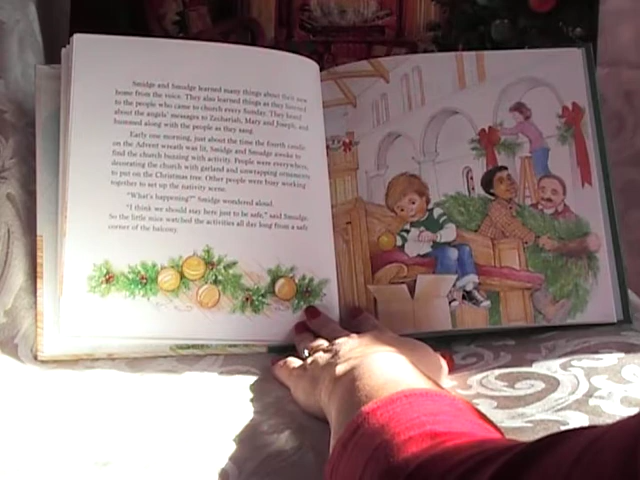 Smidge and Smudge learned many things about their new
home from the voice. They also learned things as they listened
to the people who came to church every Sunday. They heard
about the angels' messages to Zechariah, Mary and Joseph, and
hummed along with the people as they sang.
Early one morning, just about the time the fourth candle
on the Advent wreath was lit, Smidge and Smudge awoke to
find the church buzzing with activity. People were everywhere,
decorating the church with garland and unwrapping ornaments
to put on the Christmas tree. Other people were busy working
together to set up the nativity scene.
"What's happening?" Smidge wondered aloud.
"I think we should stay here just to be safe," said Smudge.
So the little mice watched the activities all day long from a safe
corner of the balcony.